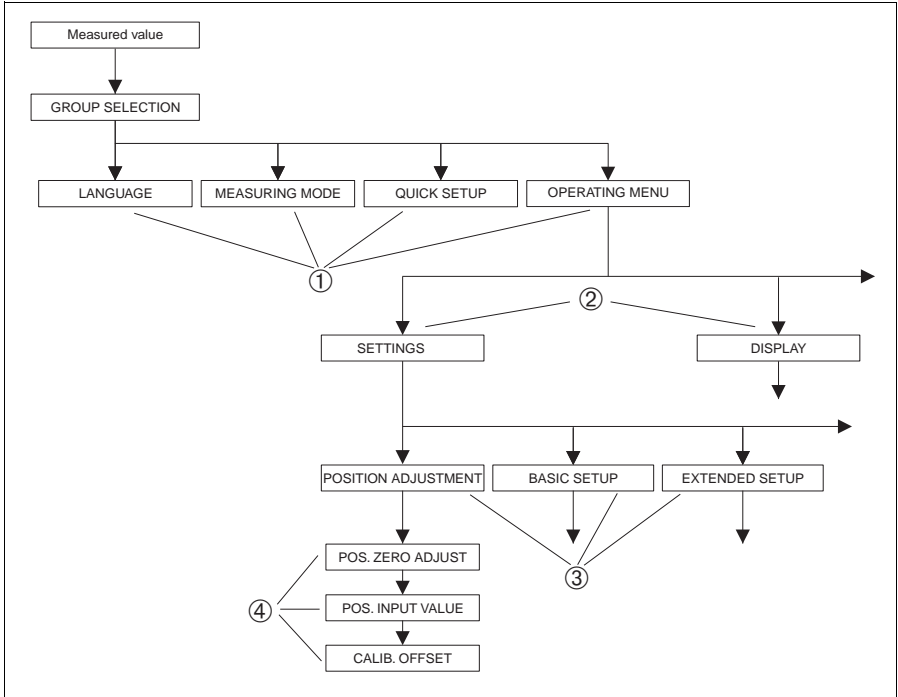 Measured value
GROUP SELECTION
LANGUAGE
MEASURING MODE
QUICK SETUP
OPERATING MENU
①
②
SETTINGS
DISPLAY
POSITION ADJUSTMENT
BASIC SETUP
EXTENDED SETUP
POS. ZERO ADJUST
③
④
POS. INPUT VALUE
CALIB. OFFSET